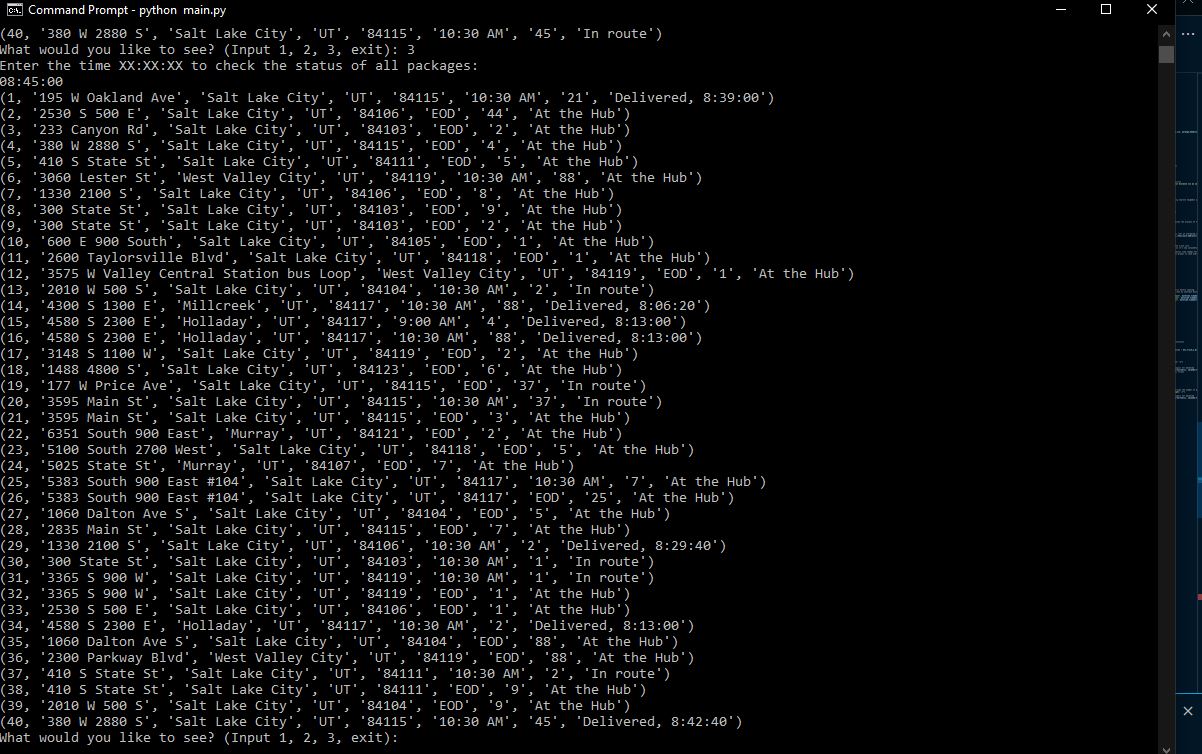 Command Prompt - python  main.py
(40, '380 W 2880 S', 'Salt Lake City', 'UT', '84115', '10:30 AM', '45', 'In route')
What would you like to see? (Input 1, 2, 3, exit): 3
Enter the time XX:XX:XX to check the status of all packages:
08:45:00
(1, '195 W Oakland Ave', 'Salt Lake City', 'UT', '84115', '10:30 AM', '21', 'Delivered, 8:39:00')
(2, '2530 S 500 E', 'Salt Lake City', 'UT', '84106', 'EOD', '44', 'At the Hub')
(3, '233 Canyon Rd', 'Salt Lake City', 'UT', '84103', 'EOD', '2', 'At the Hub')
(4, '380 W 2880 S', 'Salt Lake City', 'UT', '84115', 'EOD', '4', 'At the Hub')
(5, '410 S State St', 'Salt Lake City', 'UT', '84111', 'EOD', '5', 'At the Hub')
(6, '3060 Lester St', 'West Valley City', 'UT', '84119', '10:30 AM', '88', 'At the Hub')
(7, '1330 2100 S', 'Salt Lake City', 'UT', '84106', 'EOD', '8', 'At the Hub')
(8, '300 State St', 'Salt Lake City', 'UT', '84103', 'EOD', '9', 'At the Hub')
(9, '300 State St', 'Salt Lake City', 'UT', '84103', 'EOD', '2', 'At the Hub')
(10, '600 E 900 South', 'Salt Lake City', 'UT', '84105', 'EOD', '1', 'At the Hub')
(11, '2600 Taylorsville Blvd', 'Salt Lake City', 'UT', '84118', 'EOD', '1', 'At the Hub')
(12, '3575 W Valley Central Station bus Loop', 'West Valley City', 'UT', '84119', 'EOD', '1', 'At the Hub')
(13, '2010 W 500 S', 'Salt Lake City', 'UT', '84104', '10:30 AM', '2', 'In route')
(14, '4300 S 1300 E', 'Millcreek', 'UT', '84117', '10:30 AM', '88', 'Delivered, 8:06:20')
(15, '4580 S 2300 E', 'Holladay', 'UT', '84117', '9:00 AM', '4', 'Delivered, 8:13:00')
(16, '4580 S 2300 E', 'Holladay', 'UT', '84117', '10:30 AM', '88', 'Delivered, 8:13:00')
(17, '3148 S 1100 W', 'Salt Lake City', 'UT', '84119', 'EOD', '2', 'At the Hub')
(18, '1488 4800 S', 'Salt Lake City', 'UT', '84123', 'EOD', '6', 'At the Hub')
(19, '177 W Price Ave', 'Salt Lake City', 'UT', '84115', 'EOD', '37', 'In route')
(20, '3595 Main St', 'Salt Lake City', 'UT', '84115', '10:30 AM', '37', 'In route')
(21, '3595 Main St', 'Salt Lake City', 'UT', '84115', 'EOD', '3', 'At the Hub')
(22, '6351 South 900 East', 'Murray', 'UT', '84121', 'EOD', '2', 'At the Hub')
(23, '5100 South 2700 West', 'Salt Lake City', 'UT', '84118', 'EOD', '5', 'At the Hub')
(24, '5025 State St', 'Murray', 'UT', '84107', 'EOD', '7', 'At the Hub')
(25, '5383 South 900 East #104', 'Salt Lake City', 'UT', '84117', '10:30 AM', '7', 'At the Hub')
(26, '5383 South 900 East #104', 'Salt Lake City', 'UT', '84117', 'EOD', '25', 'At the Hub')
(27, '1060 Dalton Ave S', 'Salt Lake City', 'UT', '84104', 'EOD', '5', 'At the Hub')
(28, '2835 Main St', 'Salt Lake City', 'UT', '84115', 'EOD', '7', 'At the Hub')
(29, '1330 2100 S', 'Salt Lake City', 'UT', '84106', '10:30 AM', '2', 'Delivered, 8:29:40')
(30, '300 State St', 'Salt Lake City', 'UT', '84103', '10:30 AM', '1', 'In route')
(31, '3365 S 900 W', 'Salt Lake City', 'UT', '84119', '10:30 AM', '1', 'In route')
(32, '3365 S 900 W', 'Salt Lake City', 'UT', '84119', 'EOD', '1', 'At the Hub')
(33, '2530 S 500 E', 'Salt Lake City', 'UT', '84106', 'EOD', '1', 'At the Hub')
(34, '4580 S 2300 E', 'Holladay', 'UT', '84117', '10:30 AM', '2', 'Delivered, 8:13:00')
(35, '1060 Dalton Ave S', 'Salt Lake City', 'UT', '84104', 'EOD', '88', 'At the Hub')
(36, '2300 Parkway Blvd', 'West Valley City', 'UT', '84119', 'EOD', '88', 'At the Hub')
(37, '410 S State St', 'Salt Lake City', 'UT', '84111', '10:30 AM', '2', 'In route')
(38, '410 S State St', 'Salt Lake City', 'UT', '84111', 'EOD', '9', 'At the Hub')
(39, '2010 W 500 S', 'Salt Lake City', 'UT', '84104', 'EOD', '9', 'At the Hub')
(40, '380 W 2880 S', 'Salt Lake City', 'UT', '84115', '10:30 AM', '45', 'Delivered, 8:42:40')
What would you like to see? (Input 1, 2, 3, exit):